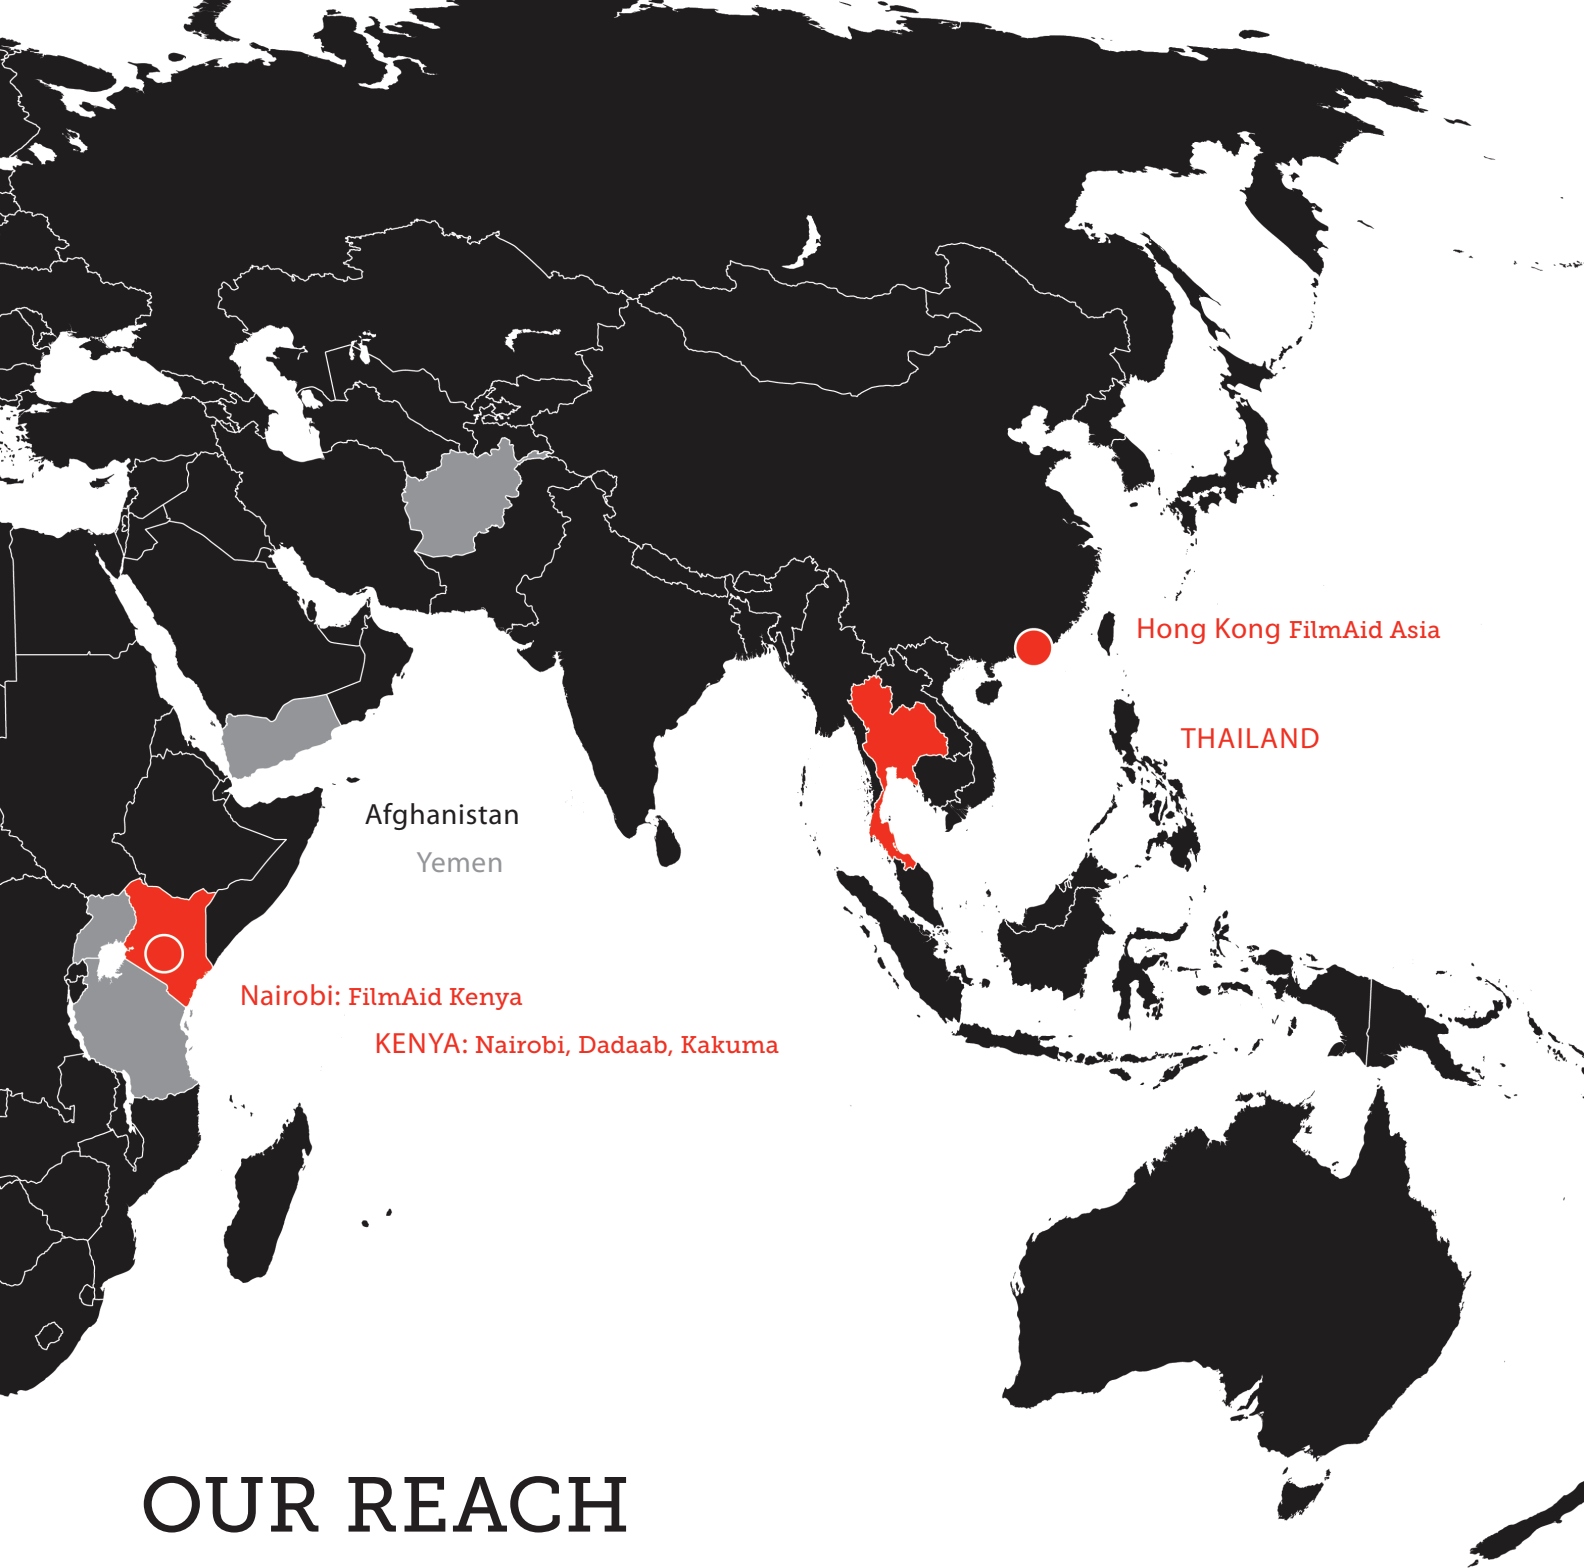 Hong Kong FilmAid Asia
THAILAND
Afghanistan
Yemen
Nairobi: FilmAid Kenya
KENYA: Nairobi, Dadaab, Kakuma
OUR REACH